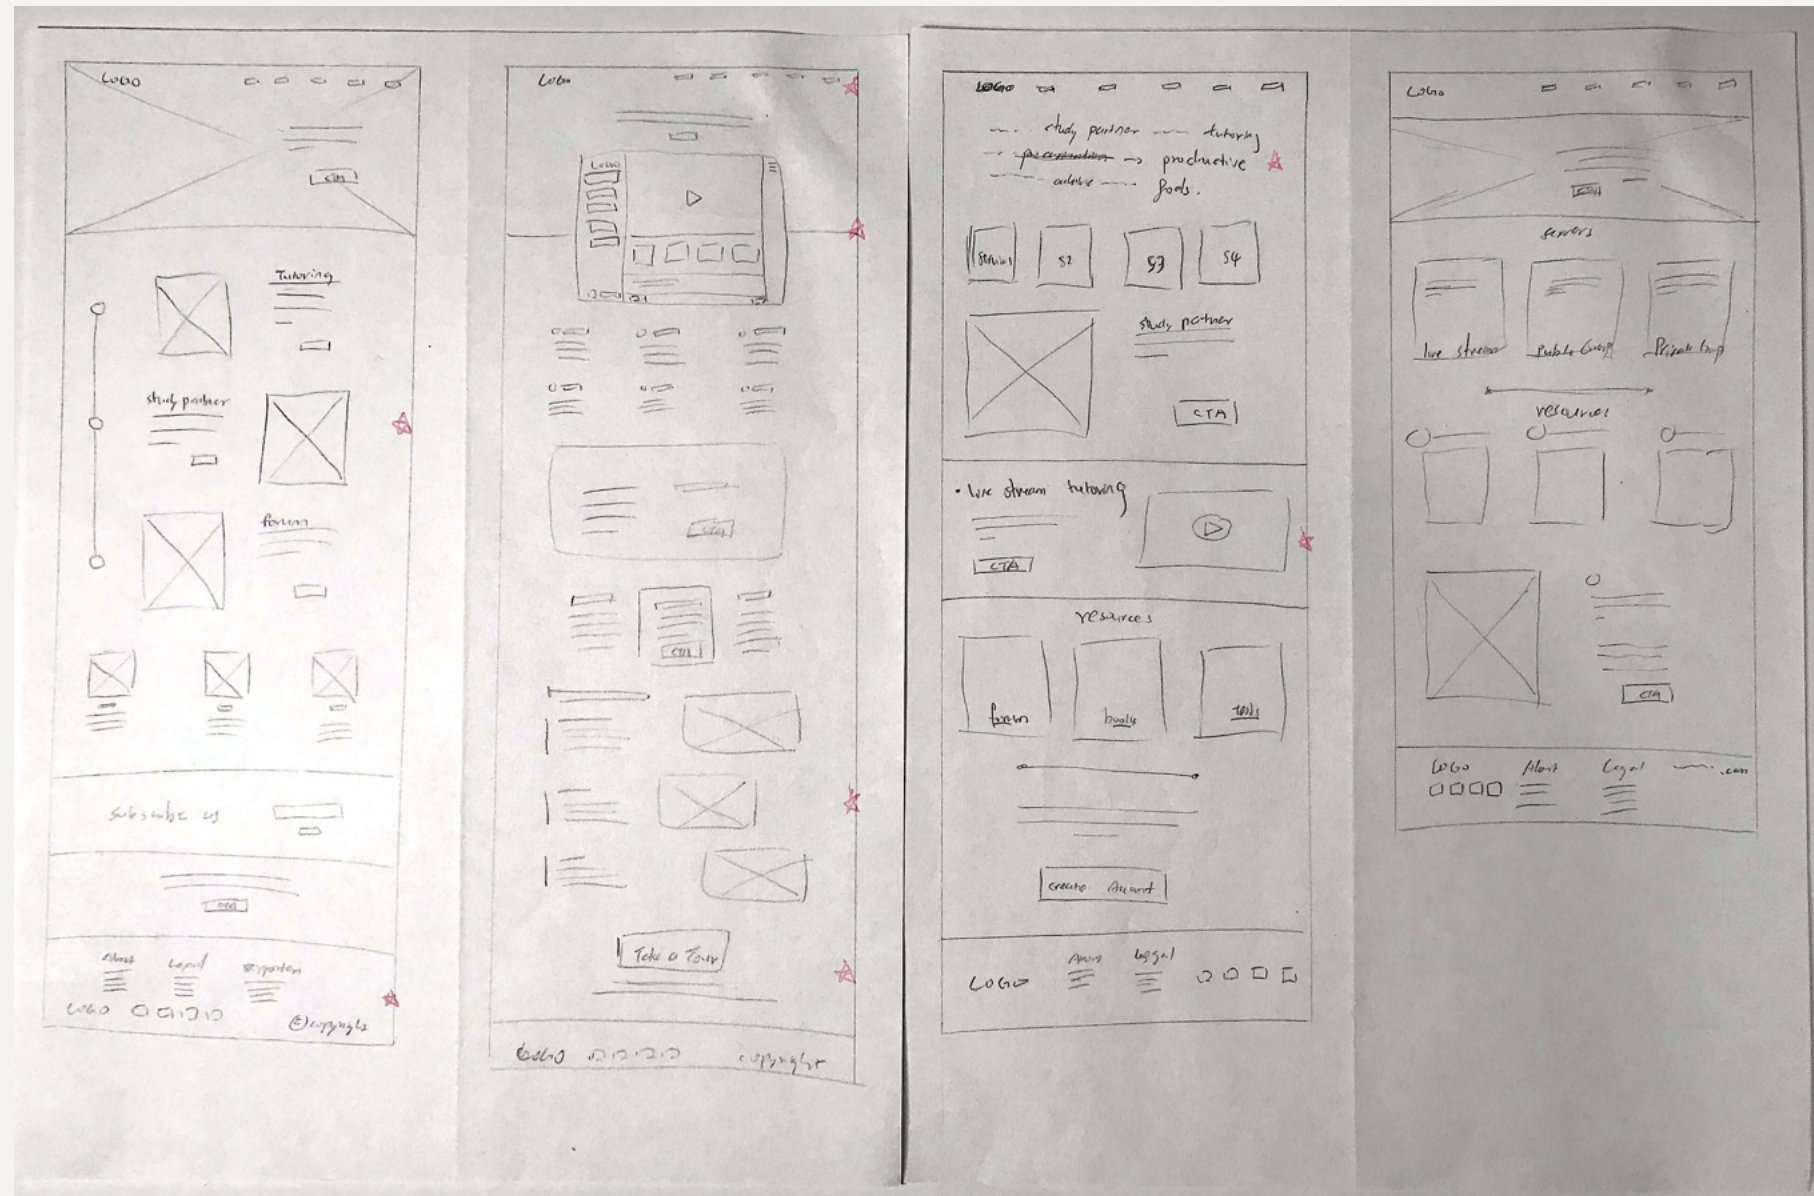 LOGO
CTA
Tutoring
study partner
forum
subscribe us
CTA
About Legal
LOGO
©copyright
LOGO
LOGO
CTA
CTA
Take a Tour
LOGO copyright
LOGO
study partner tutoring
→ productive
goals.
S2 S3 S4
study partner
CTA
• live stream tutoring
CTA
resources
forum books tools
create Account
About Legal
LOGO
LOGO
CTA
servers
live stream Public Group Private Group
resources
CTA
LOGO About Legal .com